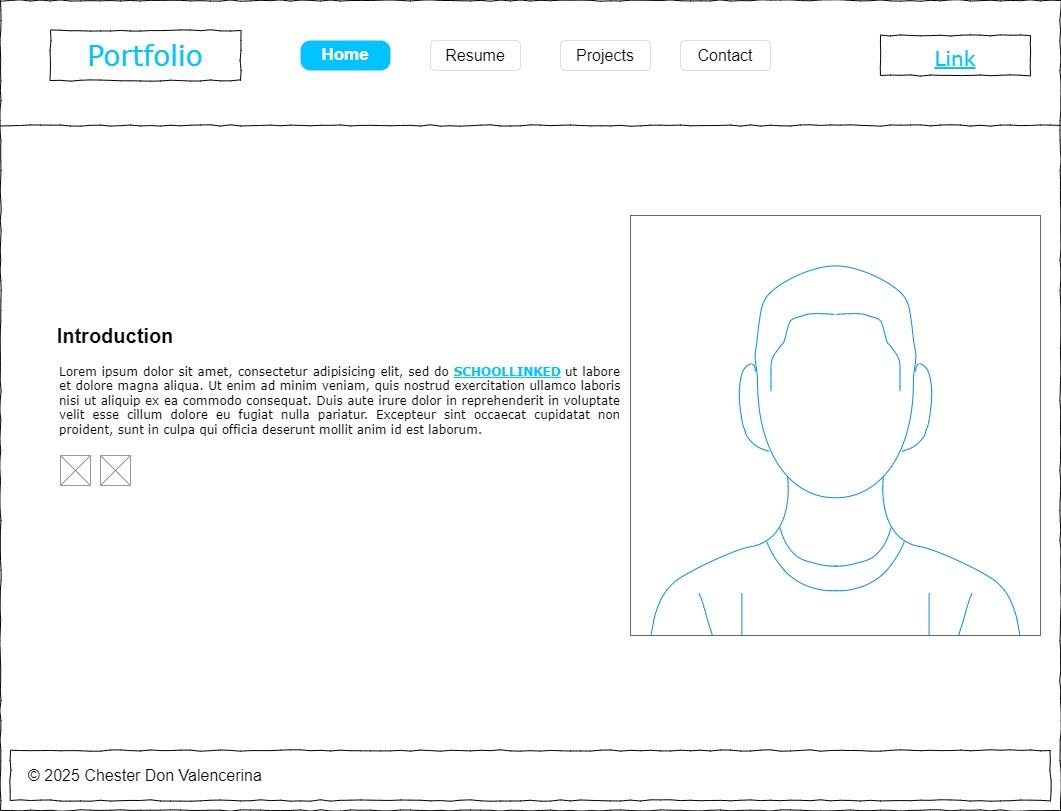 Portfolio
Home
Resume
Projects
Contact
Link
Introduction
Lorem ipsum dolor sit amet, consectetur adipisicing elit, sed do SCHOOLLINKED ut labore
et dolore magna aliqua. Ut enim ad minim veniam, quis nostrud exercitation ullamco laboris
nisi ut aliquip ex ea commodo consequat. Duis aute irure dolor in reprehenderit in voluptate
velit esse cillum dolore eu fugiat nulla pariatur. Excepteur sint occaecat cupidatat non
proident, sunt in culpa qui officia deserunt mollit anim id est laborum.
© 2025 Chester Don Valencerina